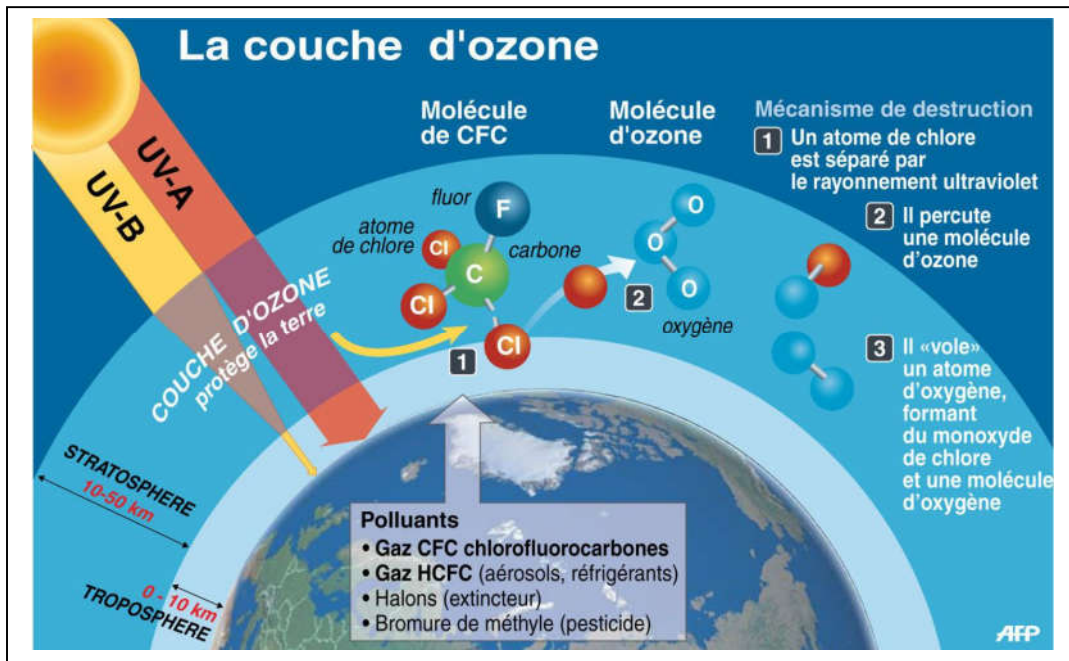 La couche d'ozone
UV-A
UV-B
COUCHE D'OZONE
protège la terre
STRATOSPHERE
10-50 km
0 - 10 km
TROPOSPHERE
Molécule
de CFC
fluor
atome
de chlore
carbone
F
Cl
C
Cl
Cl
1
Molécule
d'ozone
O
O
O
2
oxygène
Mécanisme de destruction
1 Un atome de chlore
est séparé par
le rayonnement ultraviolet
2 Il percute
une molécule
d'ozone
3 Il «vole»
un atome
d'oxygène,
formant
du monoxyde
de chlore
et une molécule
d'oxygène
Polluants
• Gaz CFC chlorofluorocarbones
• Gaz HCFC (aérosols, réfrigérants)
• Halons (extincteur)
• Bromure de méthyle (pesticide)
AFP